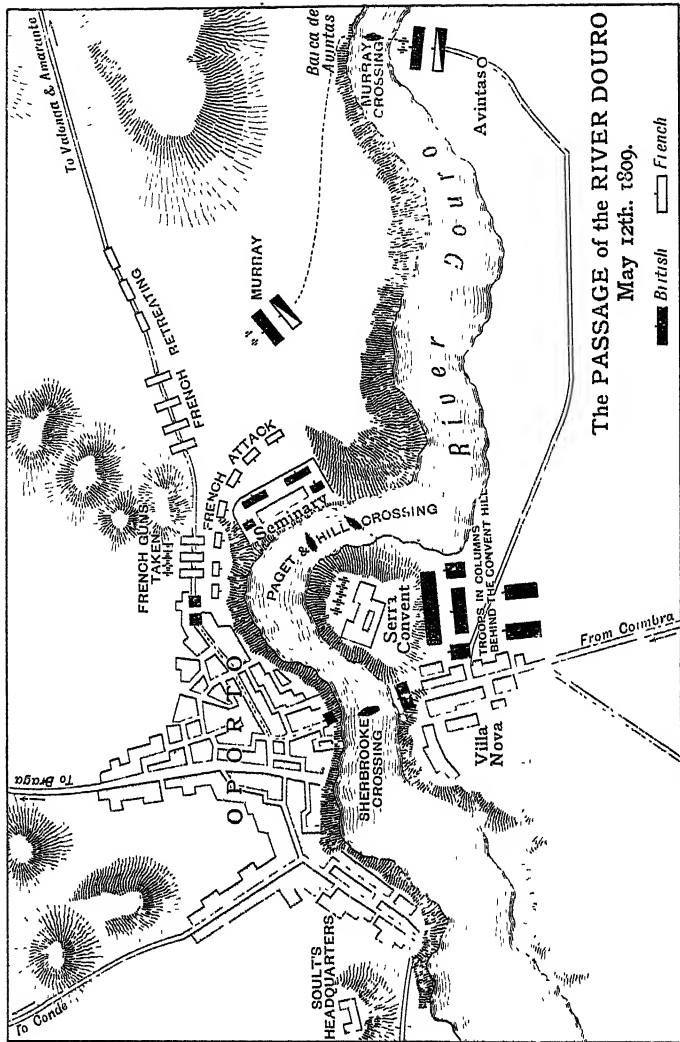 To Valonga & Amarante
Barca de
Avintas
MURRAY
CROSSING
Avintas
MURRAY
FRENCH RETREATING
FRENCH GUNS
TAKEN
FRENCH ATTACK
Seminary
PAGET & HILL CROSSING
River Douro
To Braga
OPORTO
Serra
Convent
TROOPS IN COLUMNS
BEHIND THE CONVENT HILL
From Coimbra
Villa
Nova
SHERBROOKE
CROSSING
To Conde
SOULT'S
HEADQUARTERS
The PASSAGE of the RIVER DOURO
May 12th. 1809.
British French